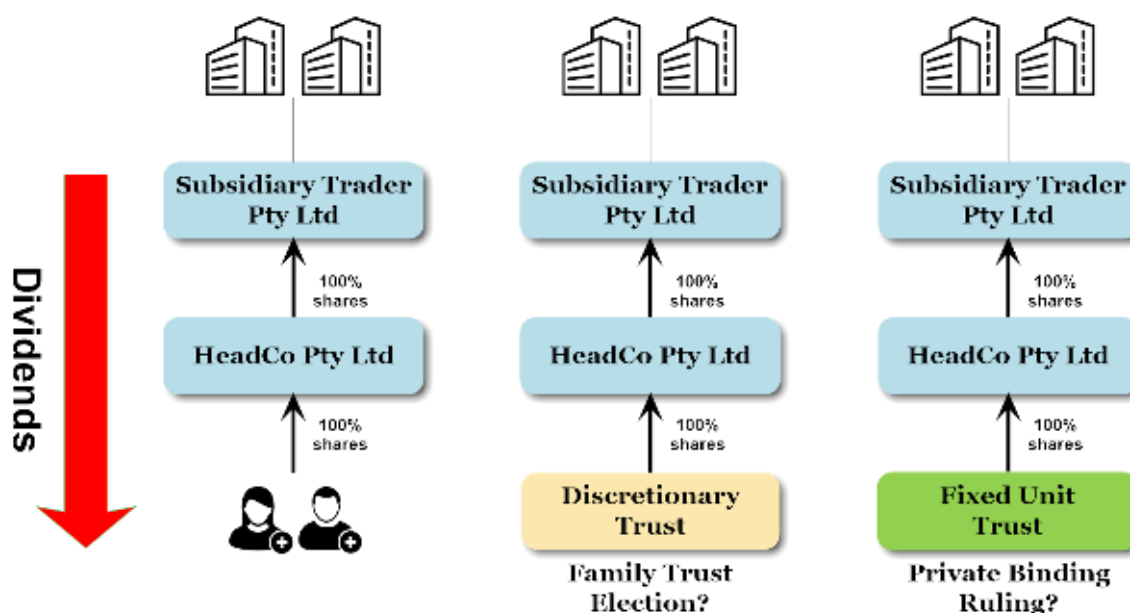 Dividends
Subsidiary Trader
Pty Ltd
100%
shares
HeadCo Pty Ltd
100%
shares
Subsidiary Trader
Pty Ltd
100%
shares
HeadCo Pty Ltd
100%
shares
Discretionary
Trust
Family Trust
Election?
Subsidiary Trader
Pty Ltd
100%
shares
HeadCo Pty Ltd
100%
shares
Fixed Unit
Trust
Private Binding
Ruling?